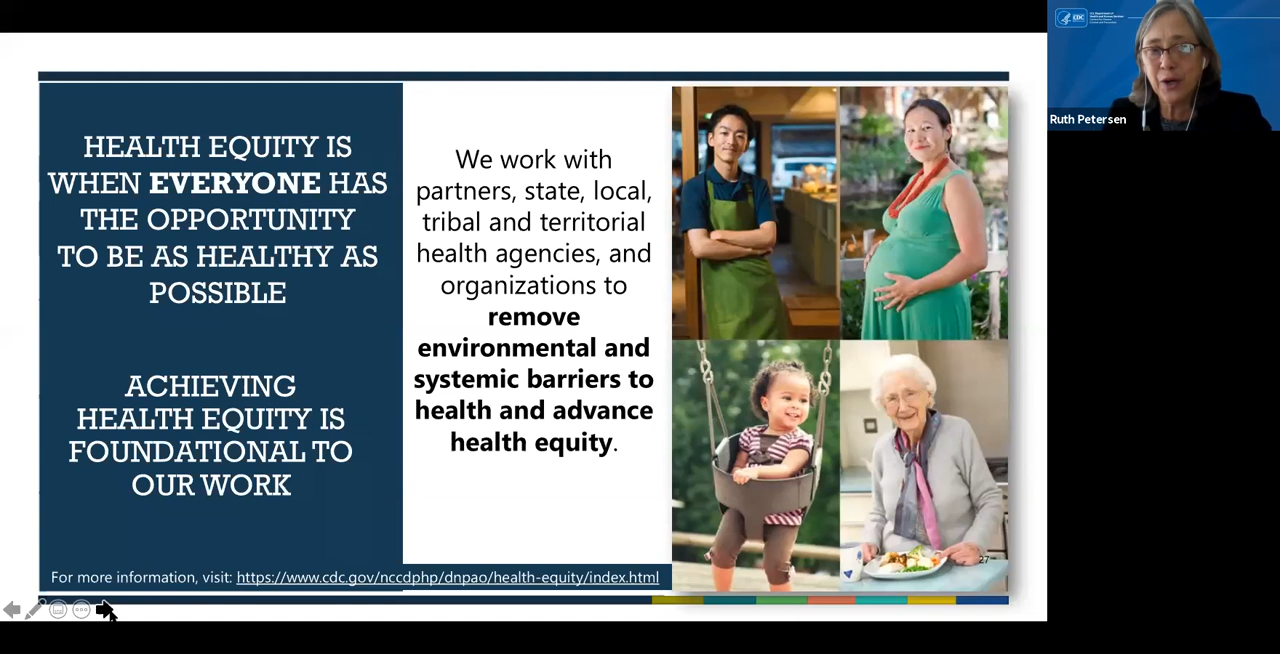 HEALTH EQUITY IS
WHEN EVERYONE HAS
THE OPPORTUNITY
TO BE AS HEALTHY AS
POSSIBLE
ACHIEVING
HEALTH EQUITY IS
FOUNDATIONAL TO
OUR WORK
We work with
partners, state, local,
tribal and territorial
health agencies, and
organizations to
remove
environmental and
systemic barriers to
health and advance
health equity.
For more information, visit: https://www.cdc.gov/nccdphp/dnpao/health-equity/index.html
27
CDC
Ruth Petersen